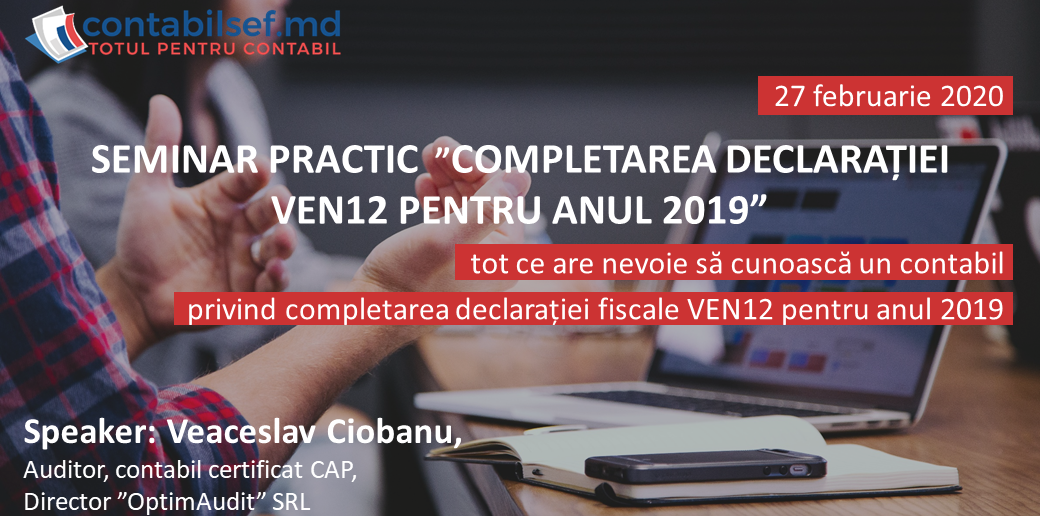 contabilsef.md
TOTUL PENTRU CONTABIL
27 februarie 2020
SEMINAR PRACTIC ”COMPLETAREA DECLARAȚIEI
VEN12 PENTRU ANUL 2019”
tot ce are nevoie să cunoască un contabil
privind completarea declarației fiscale VEN12 pentru anul 2019
Speaker: Veaceslav Ciobanu,
Auditor, contabil certificat CAP,
Director ”OptimAudit” SRL